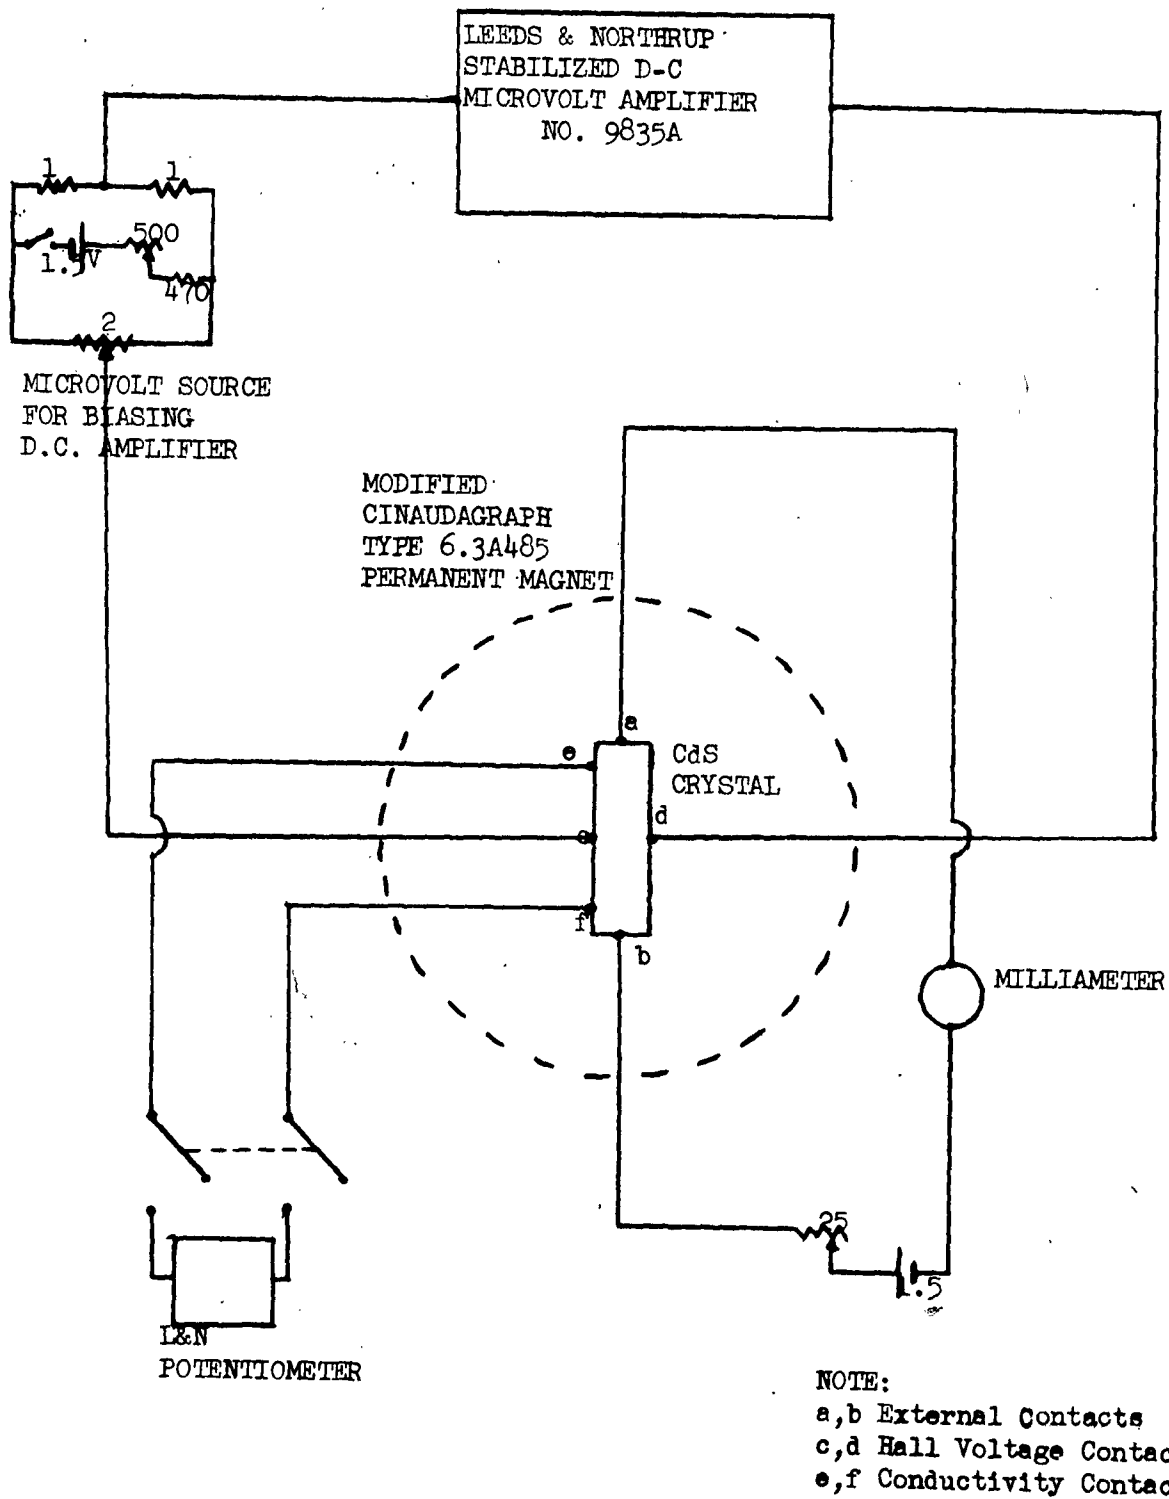 LEEDS & NORTHRUP
STABILIZED D-C
MICROVOLT AMPLIFIER
NO. 9835A
1
1
500
1.5V
470
2
MICROVOLT SOURCE
FOR BIASING
D.C. AMPLIFIER
MODIFIED
CINAUDAGRAPH
TYPE 6.3A485
PERMANENT MAGNET
a
e
CdS
CRYSTAL
d
c
f
b
MILLIAMETER
25
1.5
L&N
POTENTIOMETER
NOTE:
a,b External Contacts
c,d Hall Voltage Contac
e,f Conductivity Contac